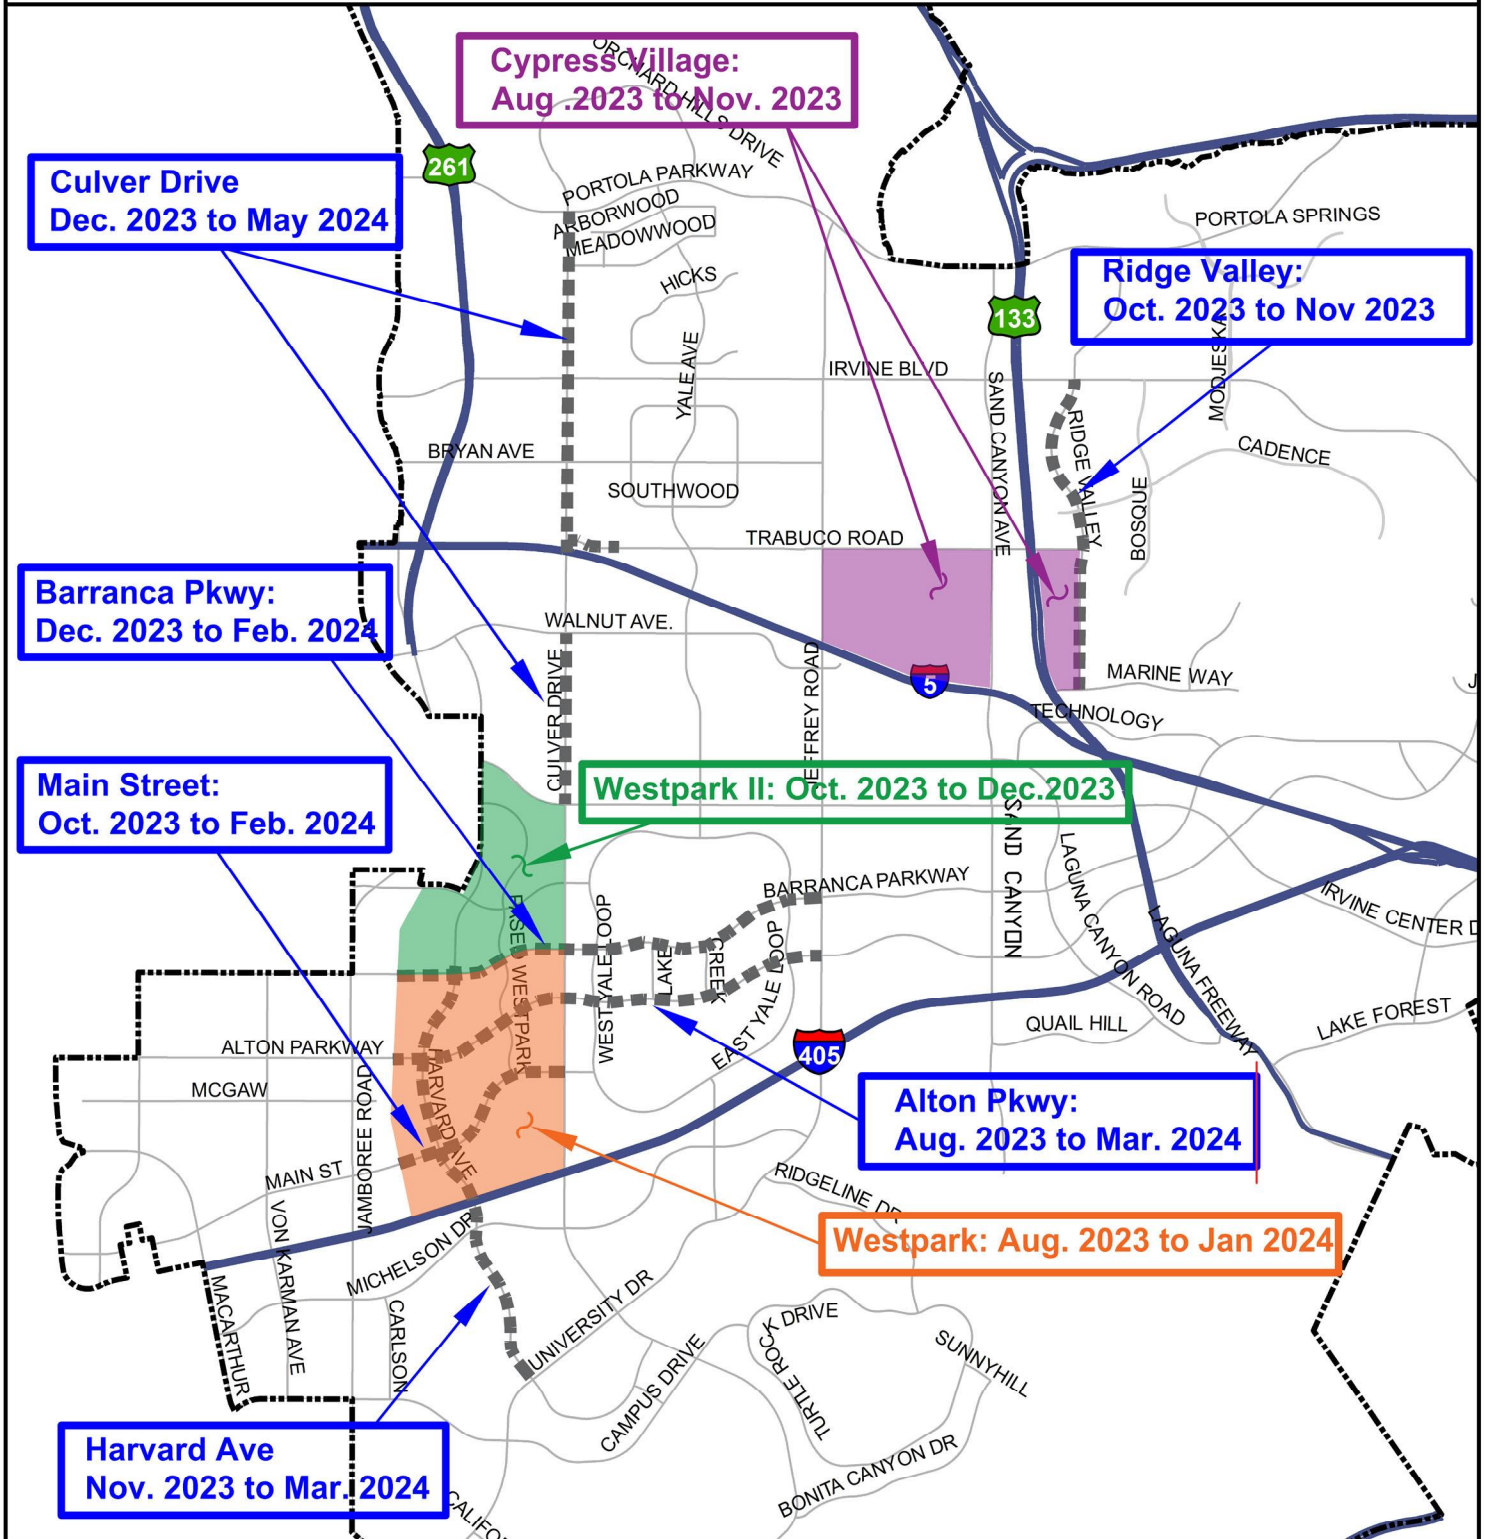 Cypress Village:
Aug .2023 to Nov. 2023
ORCHARD HILLS DRIVE
261
Culver Drive
Dec. 2023 to May 2024
PORTOLA PARKWAY
ARBORWOOD
MEADOWWOOD
PORTOLA SPRINGS
HICKS
Ridge Valley:
Oct. 2023 to Nov 2023
133
YALE AVE
IRVINE BLVD
SAND CANYON AVE
RIDGE VALLEY
MODJESKA
BRYAN AVE
CADENCE
SOUTHWOOD
BOSQUE
TRABUCO ROAD
Barranca Pkwy:
Dec. 2023 to Feb. 2024
WALNUT AVE.
CULVER DRIVE
JEFFREY ROAD
5
MARINE WAY
J
TECHNOLOGY
Main Street:
Oct. 2023 to Feb. 2024
Westpark II: Oct. 2023 to Dec.2023
SAND CANYON
LAGUNA CANYON ROAD
BARRANCA PARKWAY
IRVINE CENTER D
PASEO WESTPARK
WEST YALE LOOP
LAKE
CREEK
EAST YALE LOOP
LAGUNA FREEWAY
QUAIL HILL
LAKE FOREST
ALTON PARKWAY
405
MCGAW
JAMBOREE ROAD
HARVARD AVE
Alton Pkwy:
Aug. 2023 to Mar. 2024
MAIN ST
RIDGELINE DR
VON KARMAN AVE
MICHELSON DR
Westpark: Aug. 2023 to Jan 2024
MACARTHUR
CARLSON
UNIVERSITY DR
CAMPUS DRIVE
TURTLE ROCK DRIVE
SUNNYHILL
Harvard Ave
Nov. 2023 to Mar. 2024
BONITA CANYON DR
CALIFO